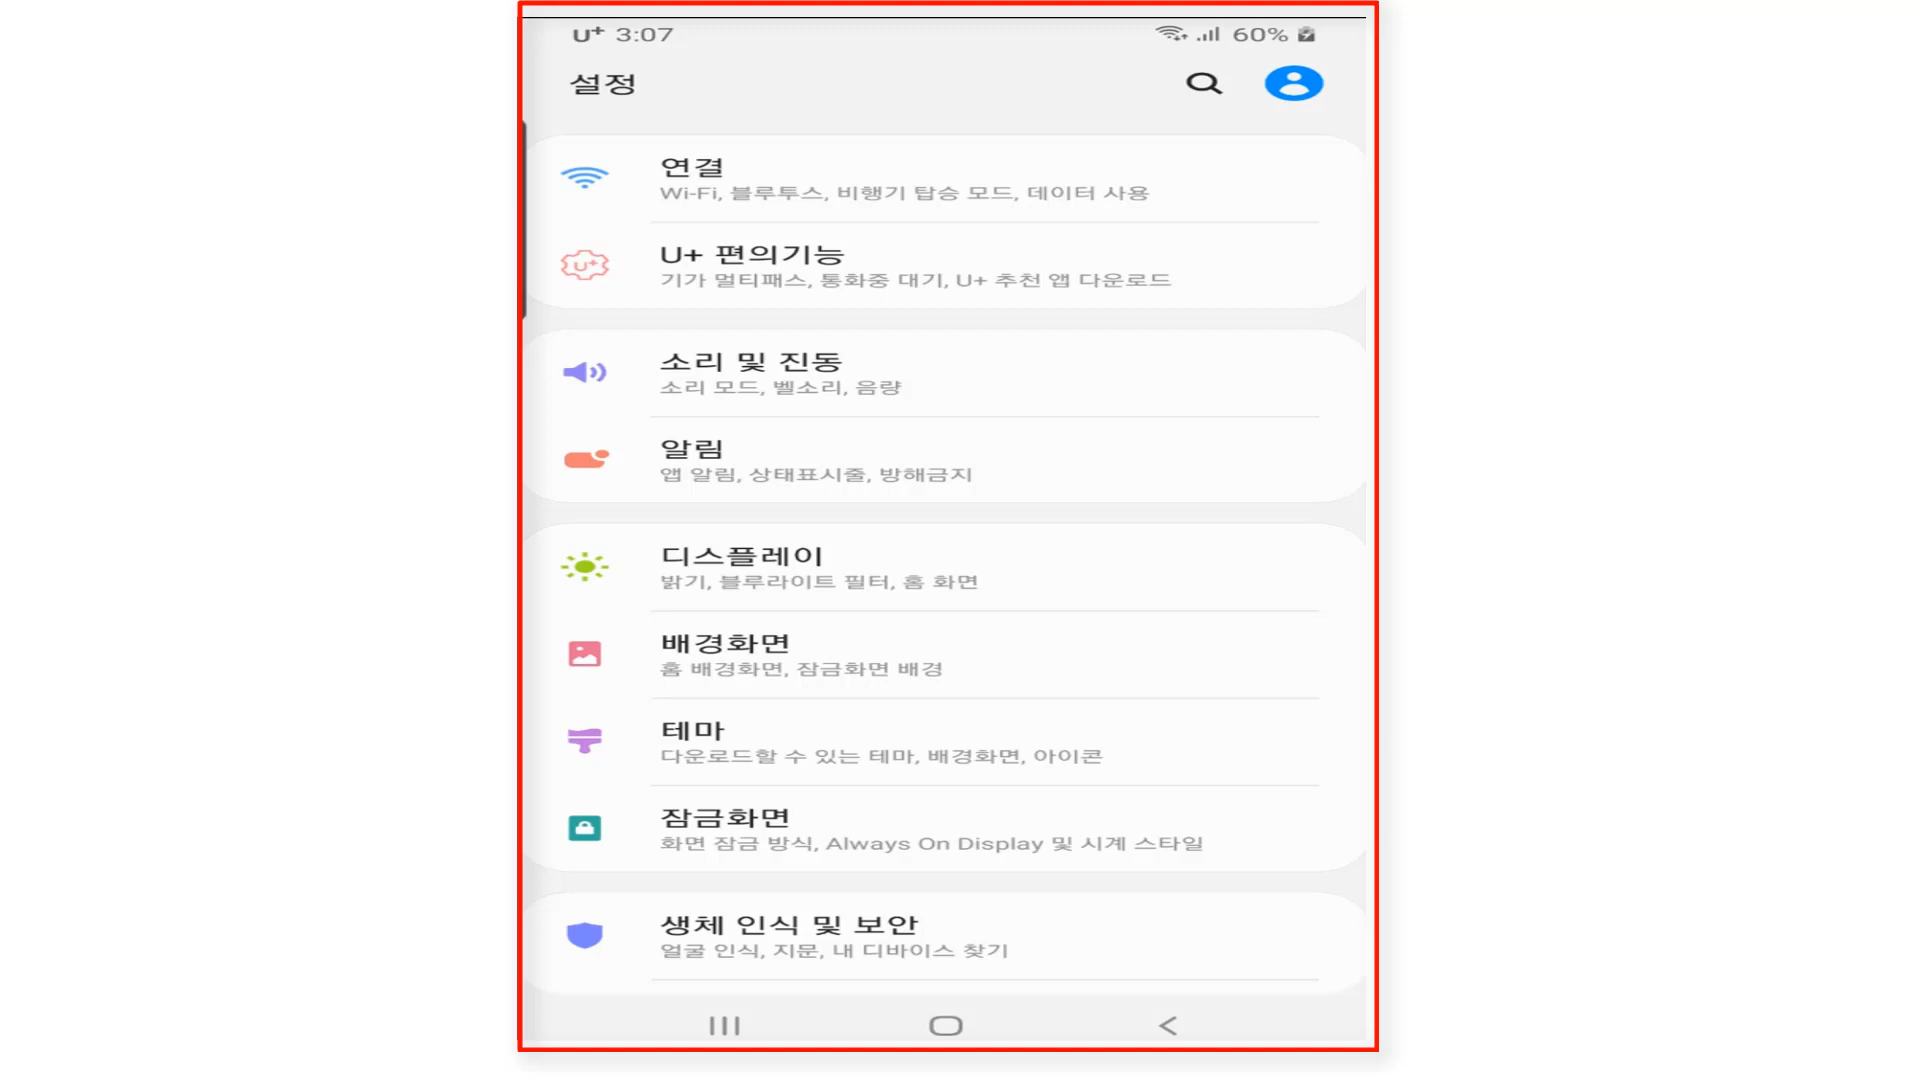 U+ 3:07 60%
설정
연결
Wi-Fi, 블루투스, 비행기 탑승 모드, 데이터 사용
U+
U+ 편의기능
기가 멀티패스, 통화중 대기, U+ 추천 앱 다운로드
소리 및 진동
소리 모드, 벨소리, 음량
알림
앱 알림, 상태표시줄, 방해금지
디스플레이
밝기, 블루라이트 필터, 홈 화면
배경화면
홈 배경화면, 잠금화면 배경
테마
다운로드할 수 있는 테마, 배경화면, 아이콘
잠금화면
화면 잠금 방식, Always On Display 및 시계 스타일
생체 인식 및 보안
얼굴 인식, 지문, 내 디바이스 찾기